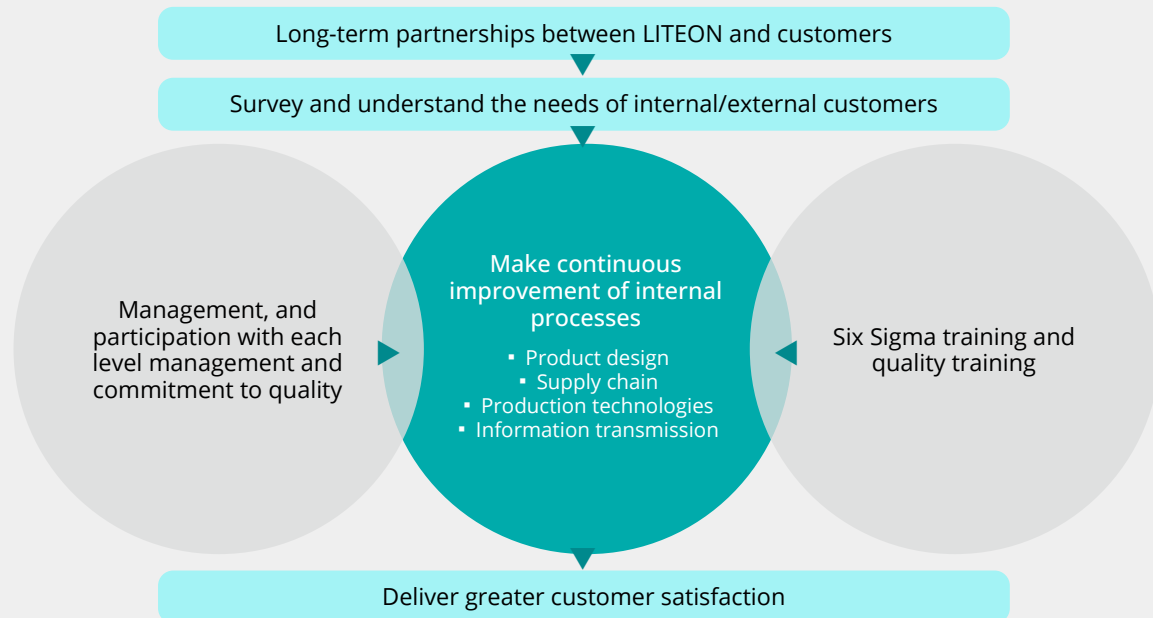 Long-term partnerships between LITEON and customers
Survey and understand the needs of internal/external customers
Management, and
participation with each
level management and
commitment to quality
Make continuous
improvement of internal
processes
▪ Product design
▪ Supply chain
▪ Production technologies
▪ Information transmission
Six Sigma training and
quality training
Deliver greater customer satisfaction